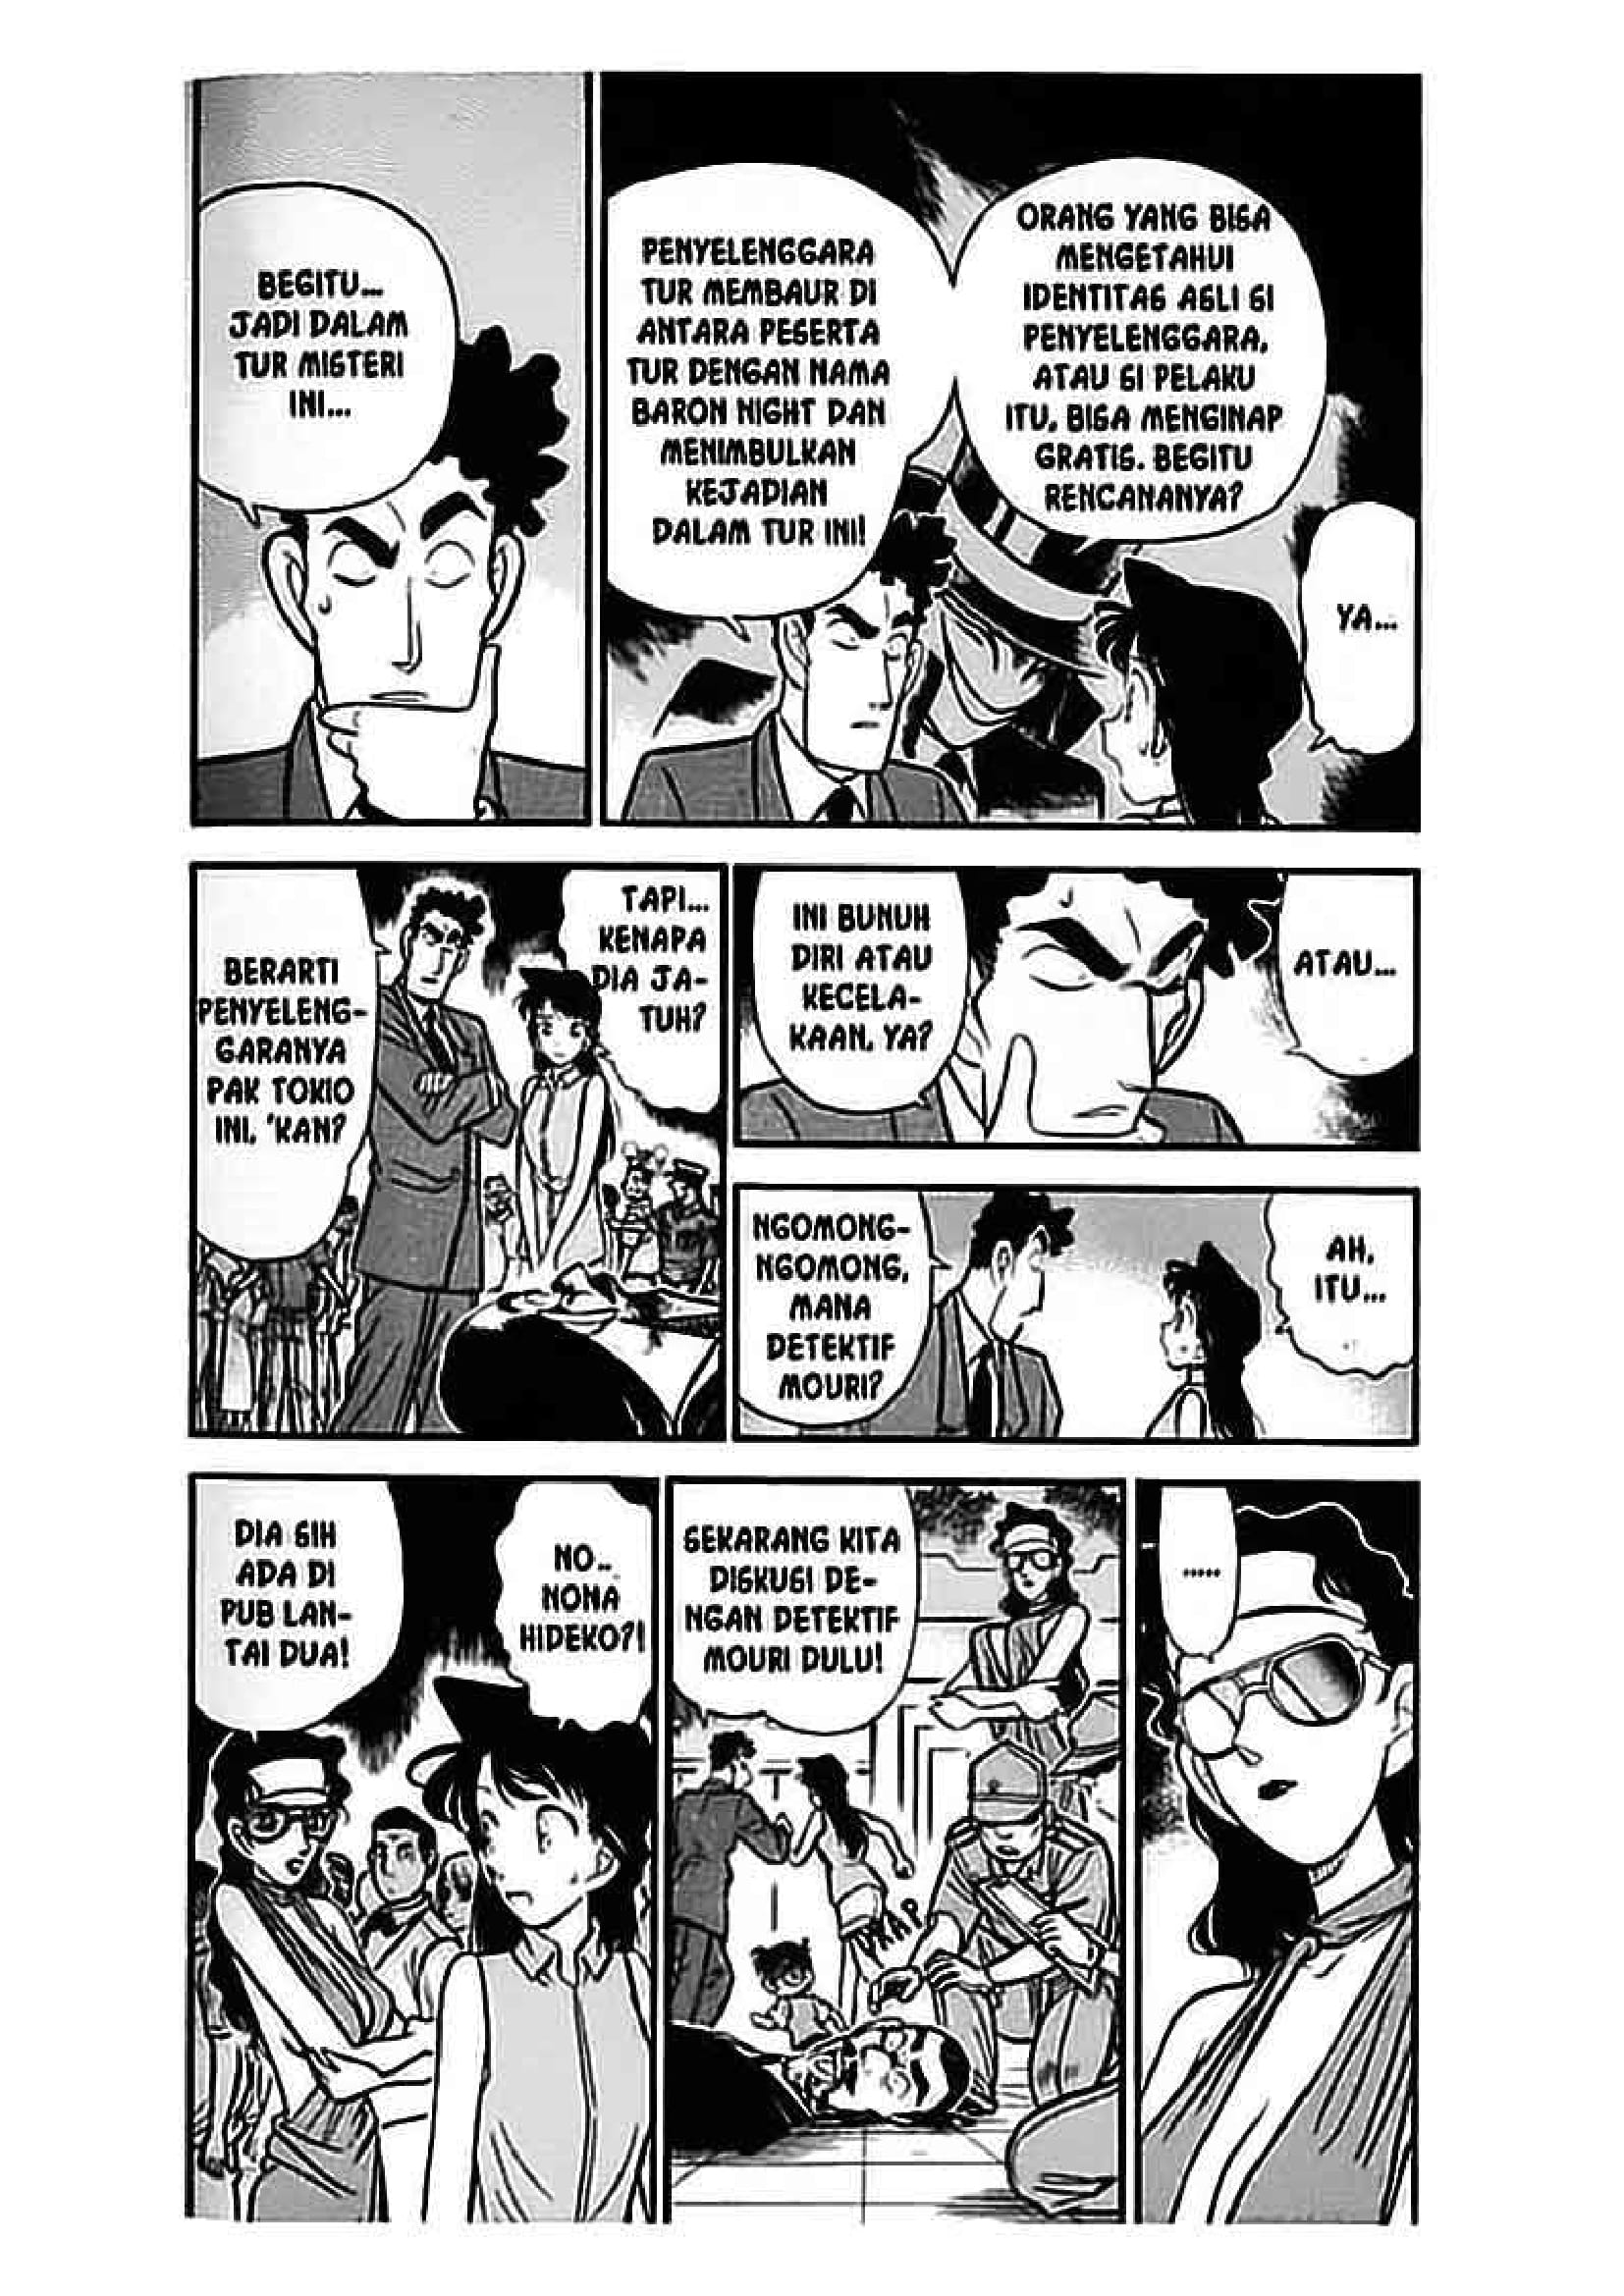 BEGITU...
JADI DALAM
TUR MISTERI
INI...
PENYELENGGARA
TUR MEMBAUR DI
ANTARA PESERTA
TUR DENGAN NAMA
BARON NIGHT DAN
MENIMBULKAN
KEJADIAN
DALAM TUR INI!
ORANG YANG BISA
MENGETAHUI
IDENTITAS ASLI SI
PENYELENGGARA,
ATAU SI PELAKU
ITU, BISA MENGINAP
GRATIS. BEGITU
RENCANANYA?
YA...
BERARTI
PENYELENG-
GARANYA
PAK TOKIO
INI, 'KAN?
TAPI...
KENAPA
DIA JA-
TUH?
INI BUNUH
DIRI ATAU
KECELA-
KAAN, YA?
ATAU...
NGOMONG-
NGOMONG,
MANA
DETEKTIF
MOURI?
AH,
ITU...
DIA SIH
ADA DI
PUB LAN-
TAI DUA!
NO..
NONA
HIDEKO?!
SEKARANG KITA
DISKUSI DE-
NGAN DETEKTIF
MOURI DULU!
.....